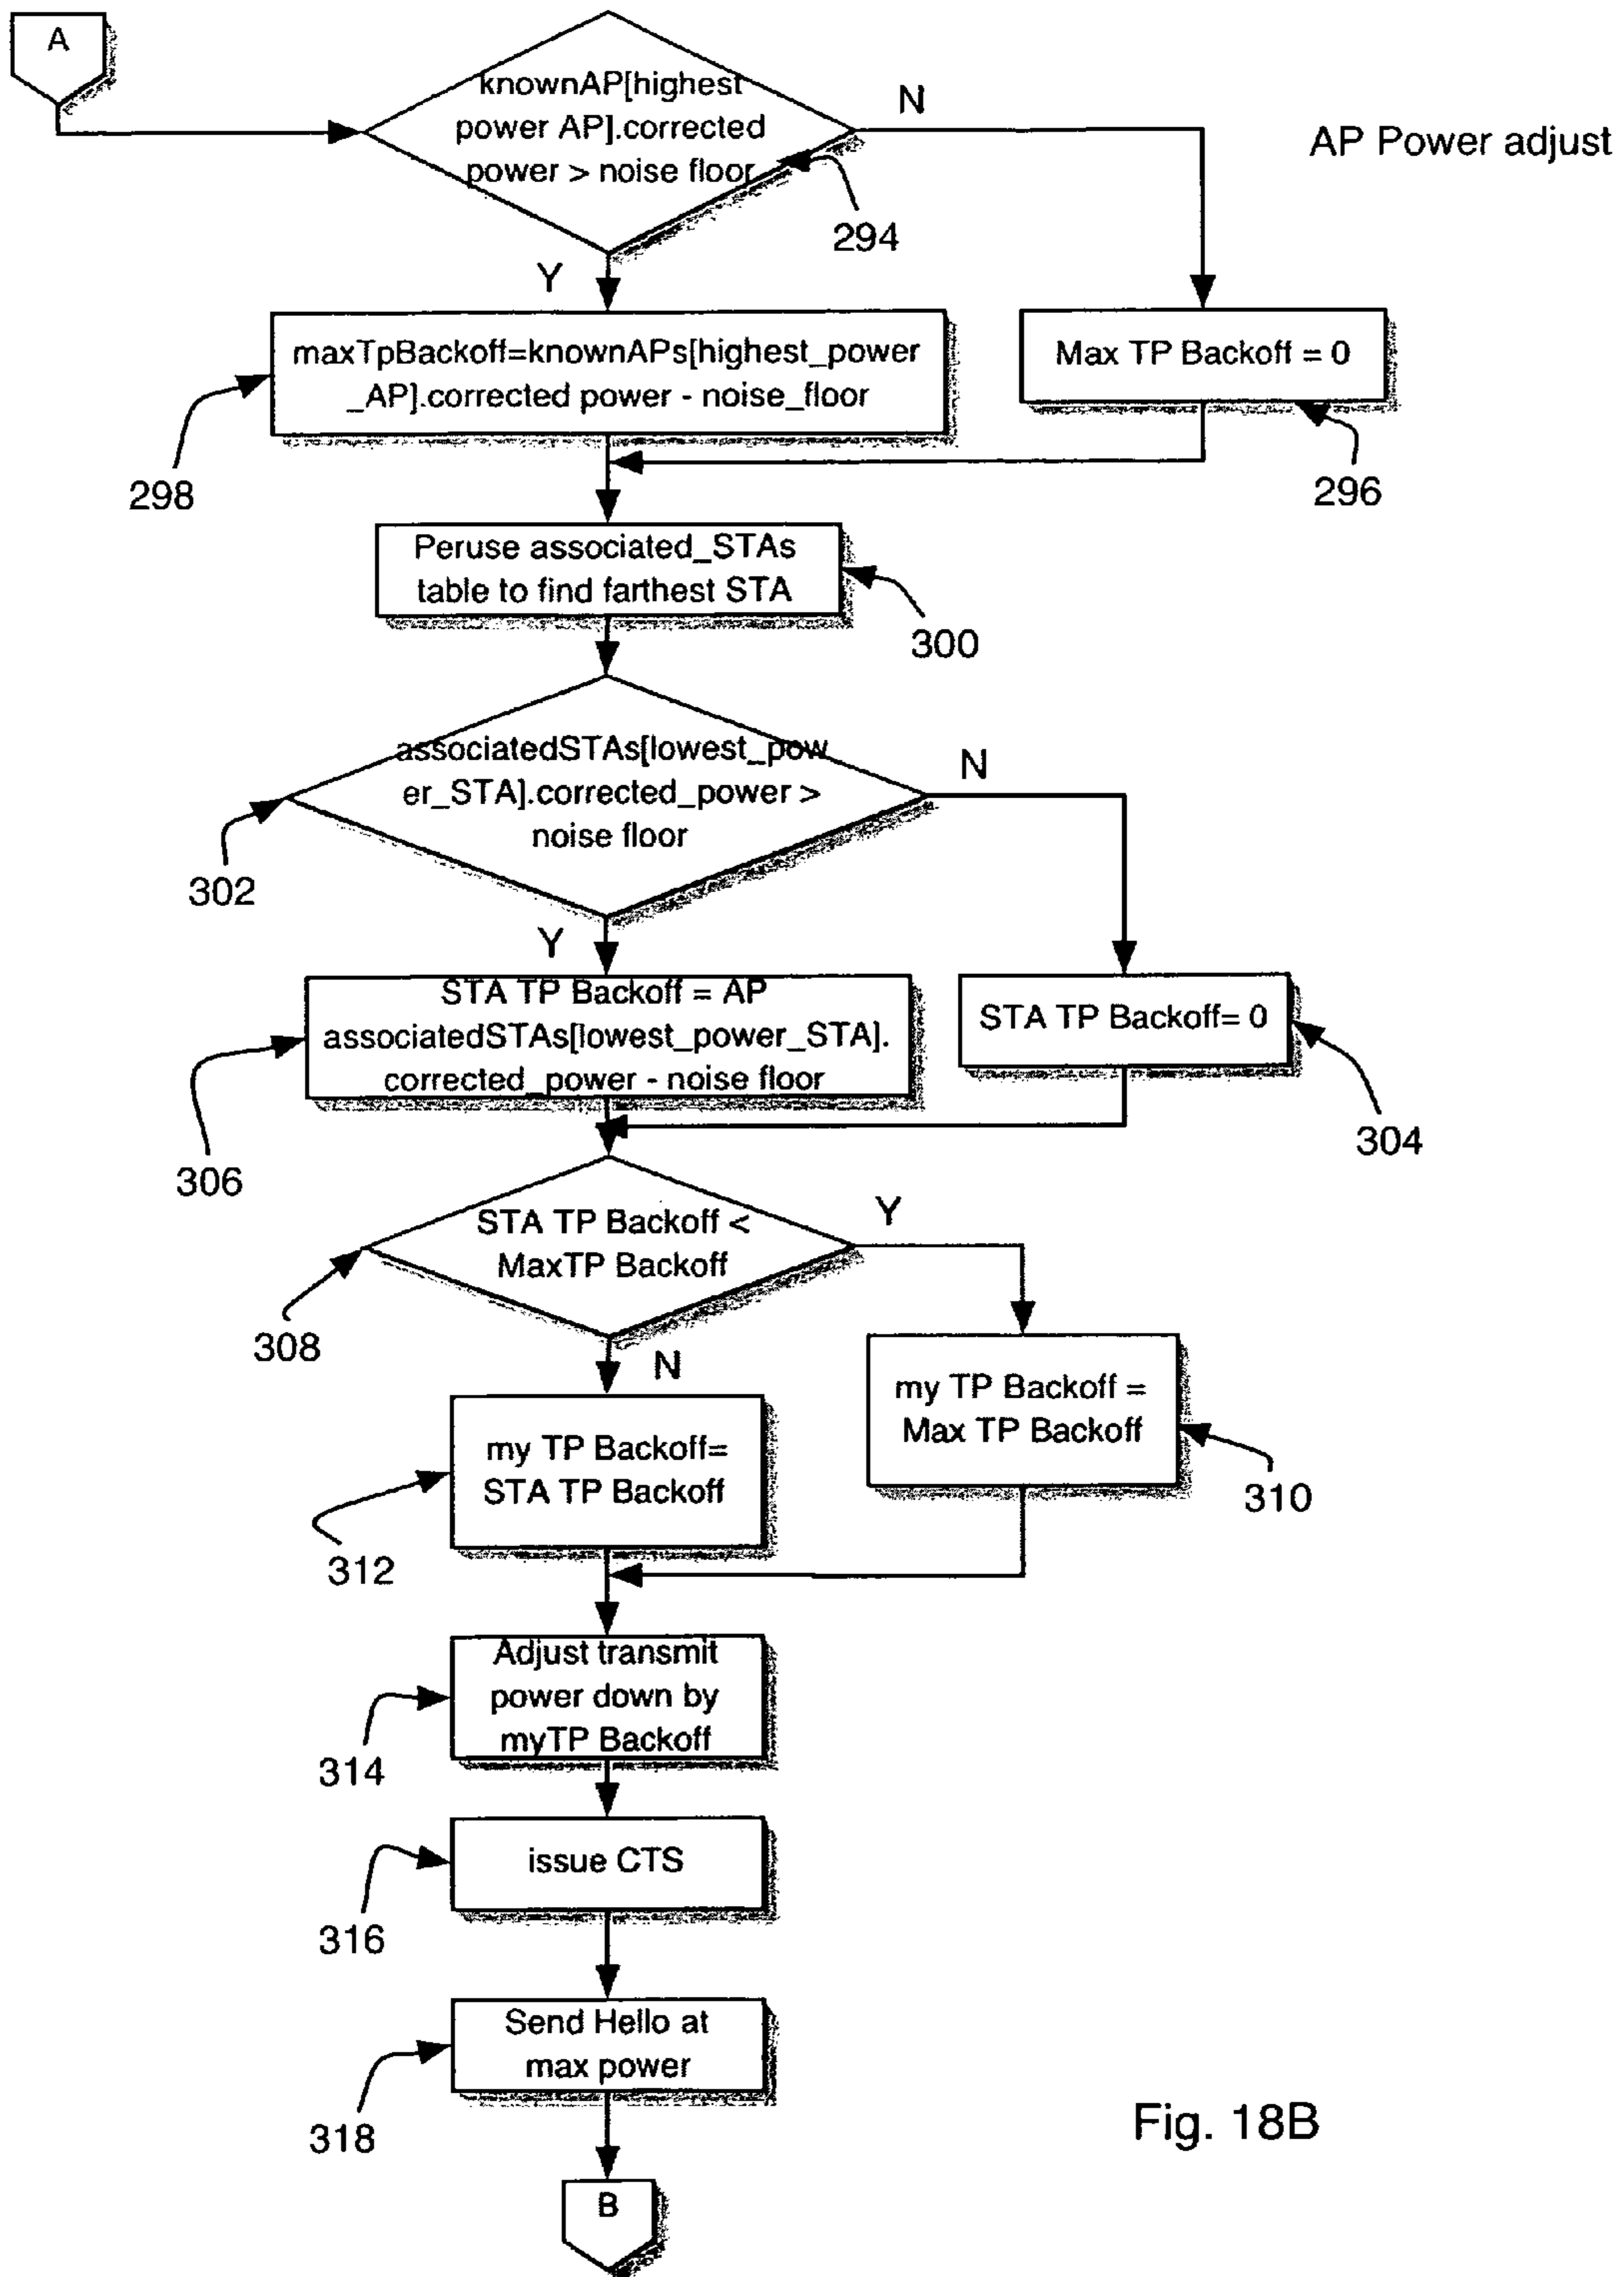 A
knownAP[highest
power AP].corrected
power > noise floor
N
AP Power adjust
294
Y
maxTpBackoff=knownAPs[highest_power
_AP].corrected power - noise_floor
Max TP Backoff = 0
298
296
Peruse associated_STAs
table to find farthest STA
300
associatedSTAs[lowest_pow
er_STA].corrected_power >
noise floor
N
302
Y
STA TP Backoff = AP
associatedSTAs[lowest_power_STA].
corrected_power - noise floor
STA TP Backoff= 0
304
306
STA TP Backoff <
MaxTP Backoff
Y
308
N
my TP Backoff =
Max TP Backoff
my TP Backoff=
STA TP Backoff
310
312
Adjust transmit
power down by
myTP Backoff
314
issue CTS
316
Send Hello at
max power
318
Fig. 18B
B